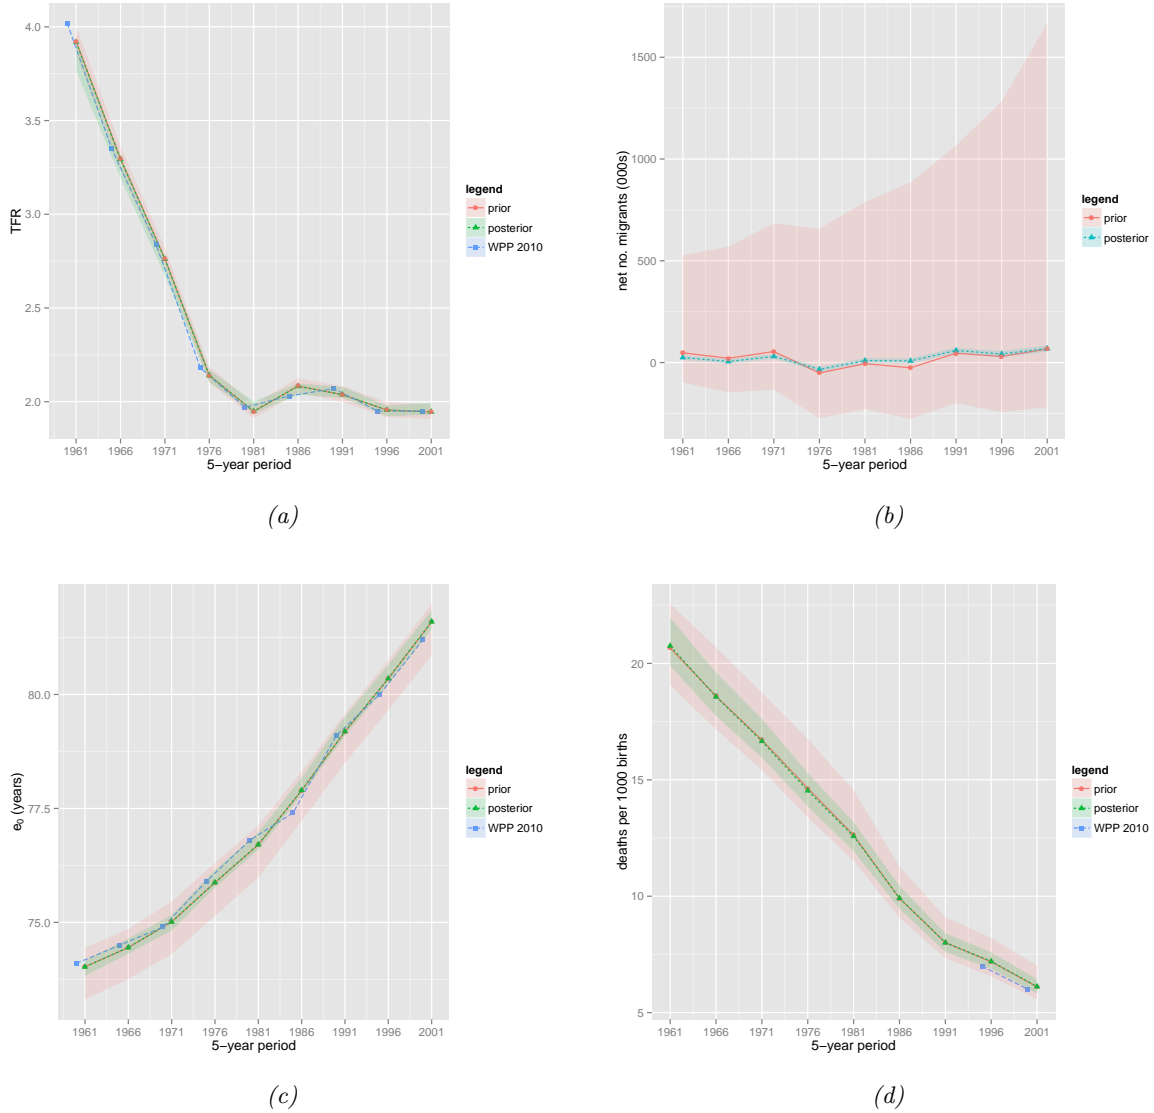 4.0
3.5
3.0
2.5
2.0
TFR
1961 1966 1971 1976 1981 1986 1991 1996 2001
5−year period
legend
prior
posterior
WPP 2010
(a)
1500
1000
500
0
net no. migrants (000s)
1961 1966 1971 1976 1981 1986 1991 1996 2001
5−year period
legend
prior
posterior
(b)
80.0
77.5
75.0
e0 (years)
1961 1966 1971 1976 1981 1986 1991 1996 2001
5−year period
legend
prior
posterior
WPP 2010
(c)
20
15
10
5
deaths per 1000 births
1961 1966 1971 1976 1981 1986 1991 1996 2001
5−year period
legend
prior
posterior
WPP 2010
(d)